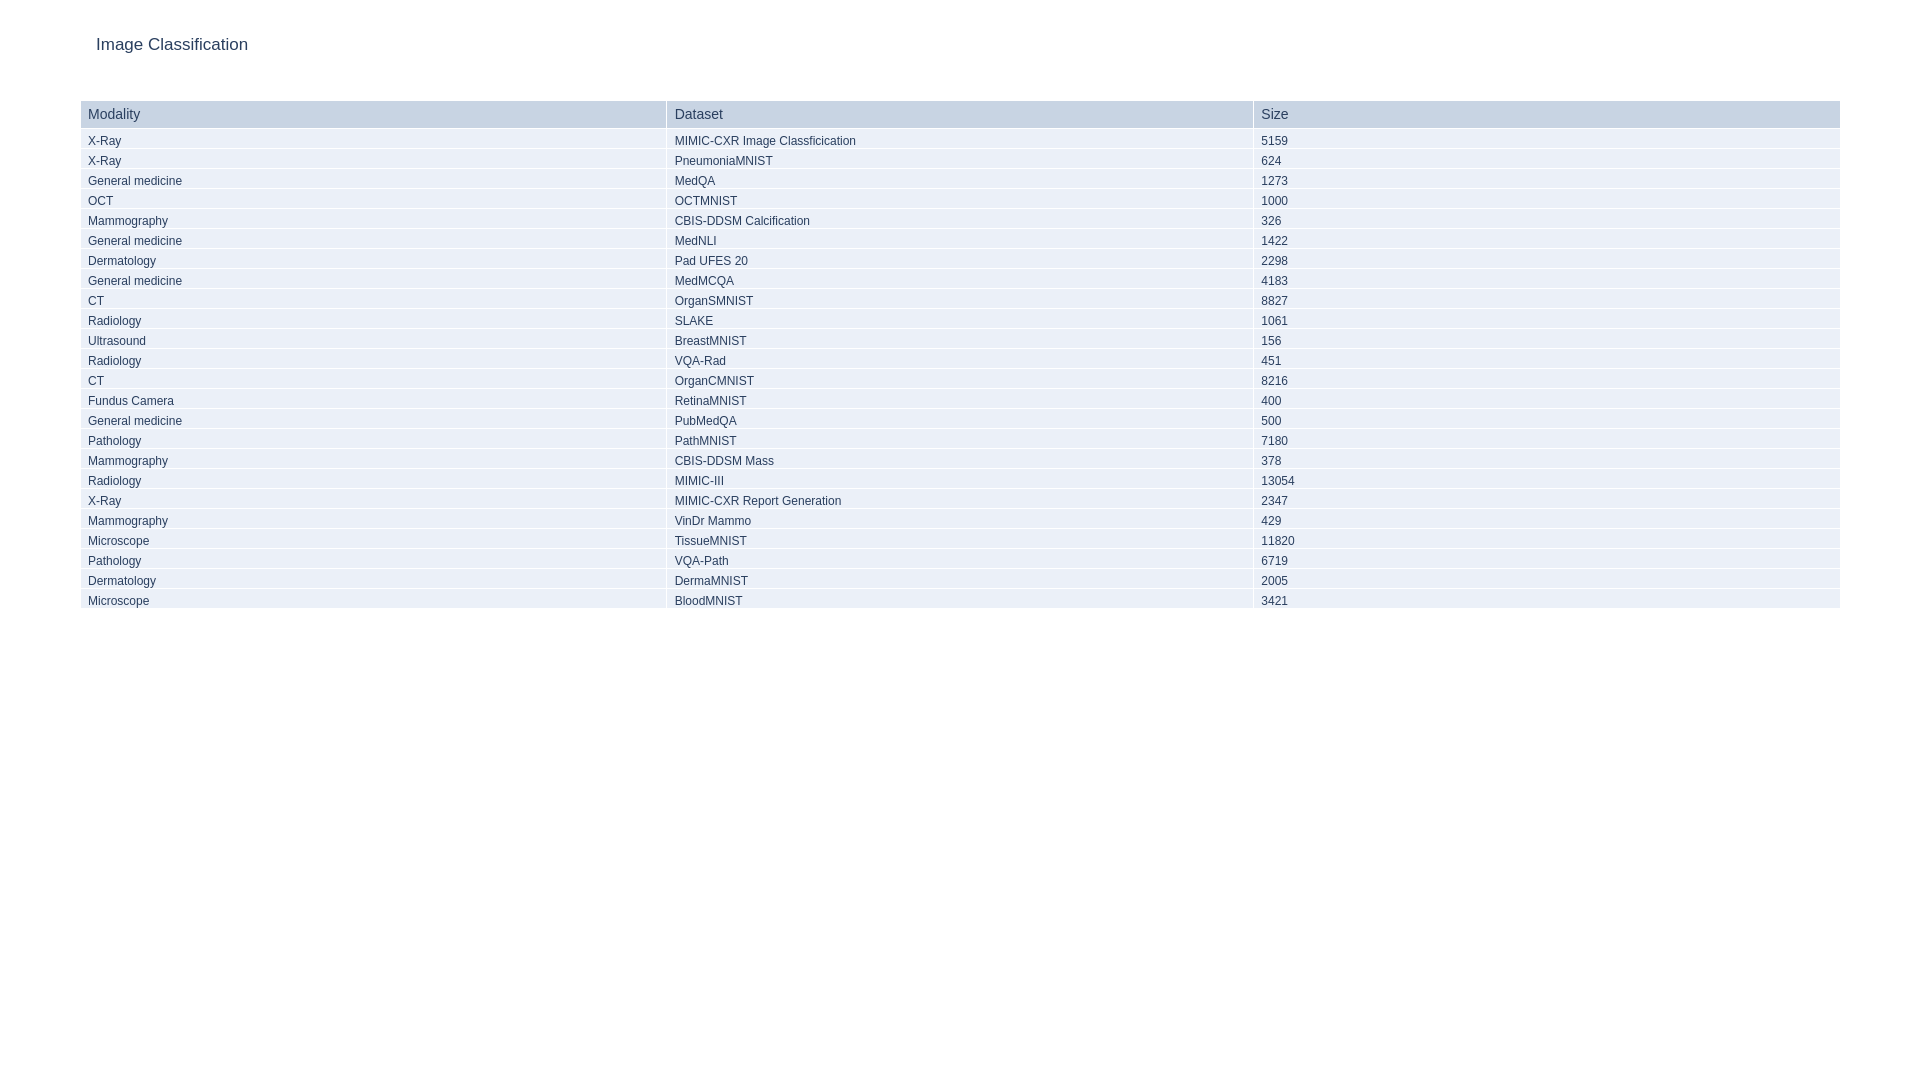 Image Classification
Modality Dataset Size
X-Ray MIMIC-CXR Image Classficication 5159
X-Ray PneumoniaMNIST 624
General medicine MedQA 1273
OCT OCTMNIST 1000
Mammography CBIS-DDSM Calcification 326
General medicine MedNLI 1422
Dermatology Pad UFES 20 2298
General medicine MedMCQA 4183
CT OrganSMNIST 8827
Radiology SLAKE 1061
Ultrasound BreastMNIST 156
Radiology VQA-Rad 451
CT OrganCMNIST 8216
Fundus Camera RetinaMNIST 400
General medicine PubMedQA 500
Pathology PathMNIST 7180
Mammography CBIS-DDSM Mass 378
Radiology MIMIC-III 13054
X-Ray MIMIC-CXR Report Generation 2347
Mammography VinDr Mammo 429
Microscope TissueMNIST 11820
Pathology VQA-Path 6719
Dermatology DermaMNIST 2005
Microscope BloodMNIST 3421